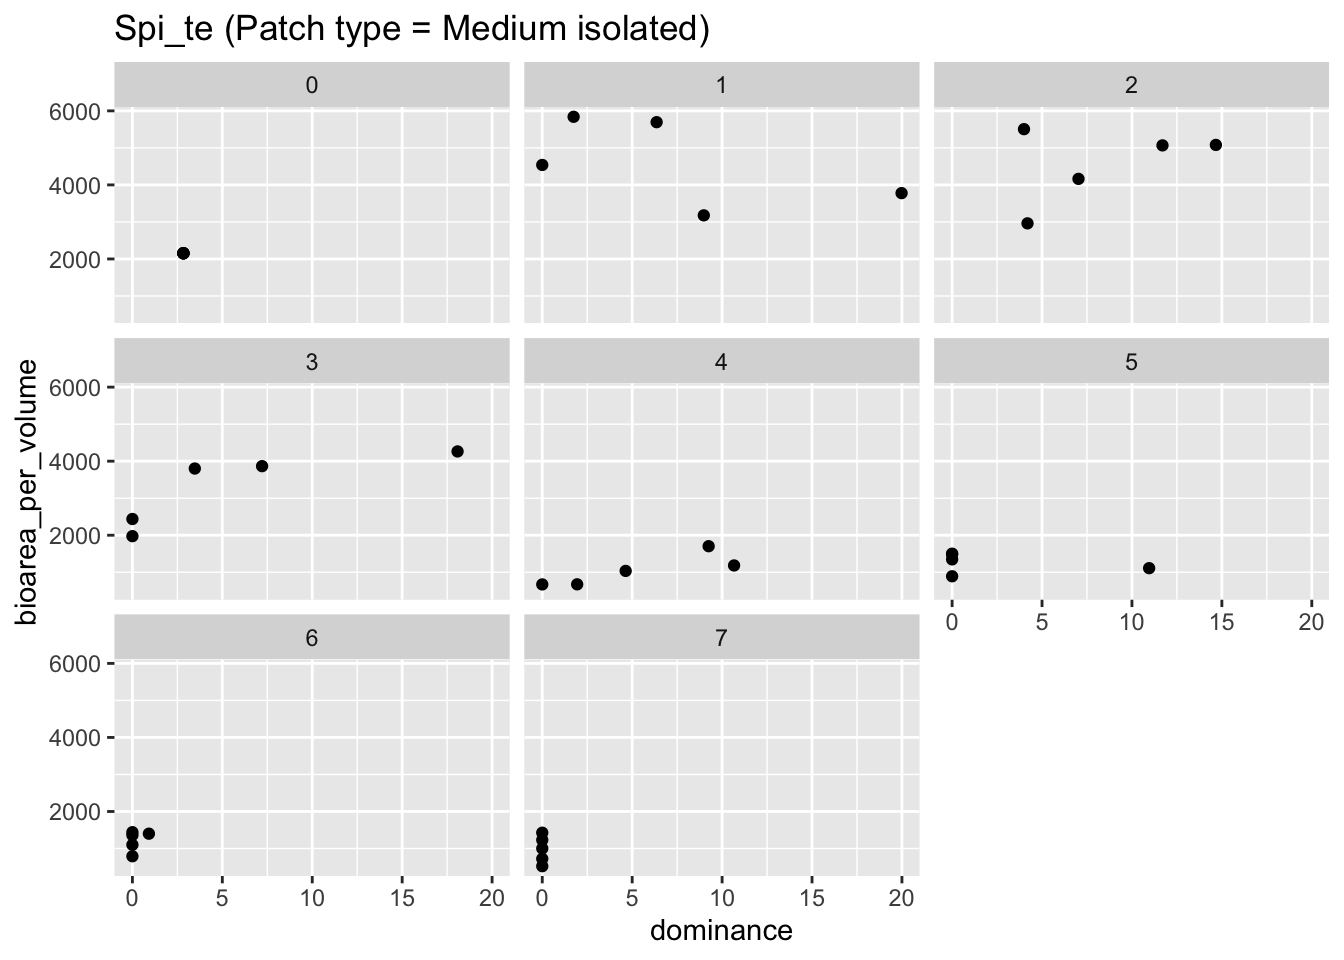 Spi_te (Patch type = Medium isolated)
0 1 2
6000
4000
2000
3 4 5
6000
4000
2000
0 5 10 15 20
6 7
6000
4000
2000
0 5 10 15 20 0 5 10 15 20
dominance
bioarea_per_volume